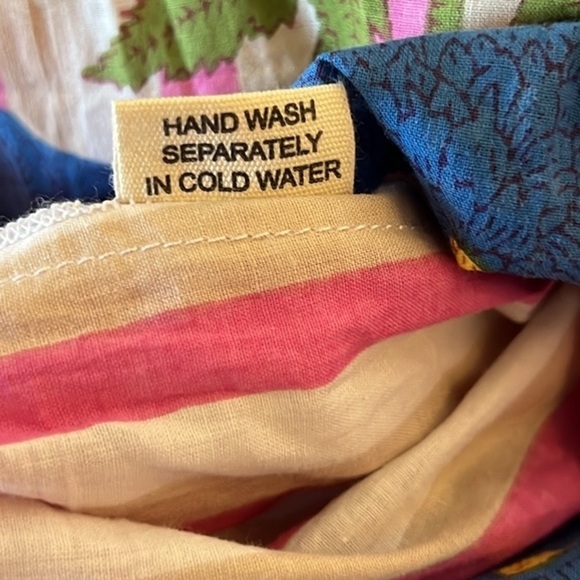 HAND WASH
SEPARATELY
IN COLD WATER